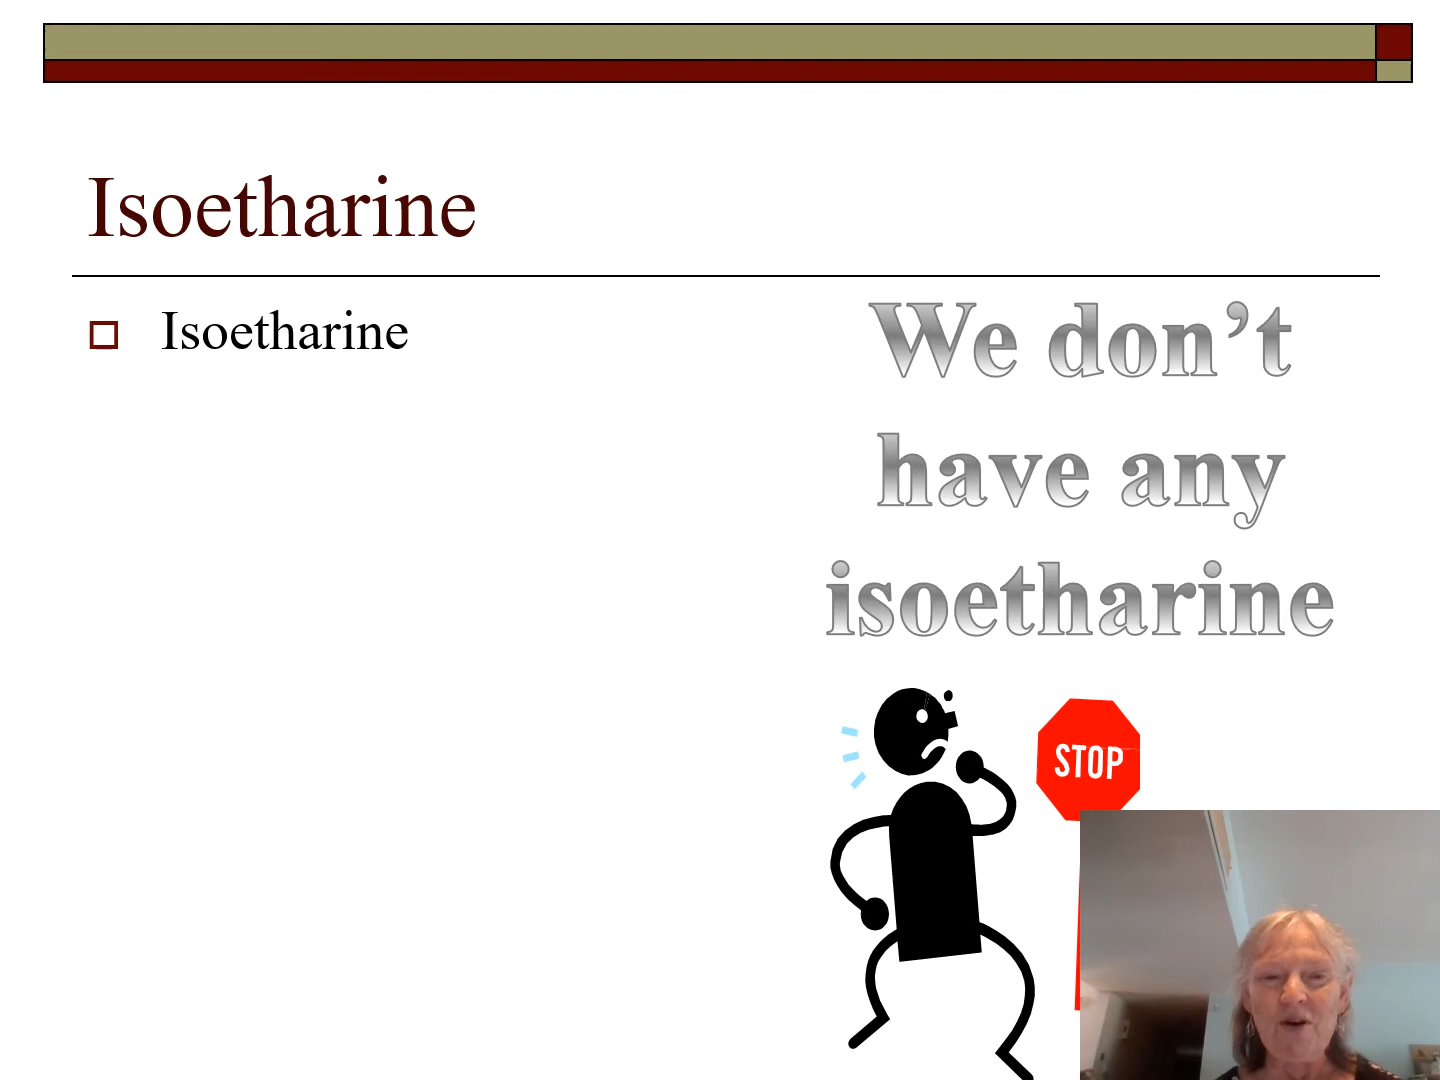 Isoetharine
Isoetharine
We don’t
have any
isoetharine
STOP